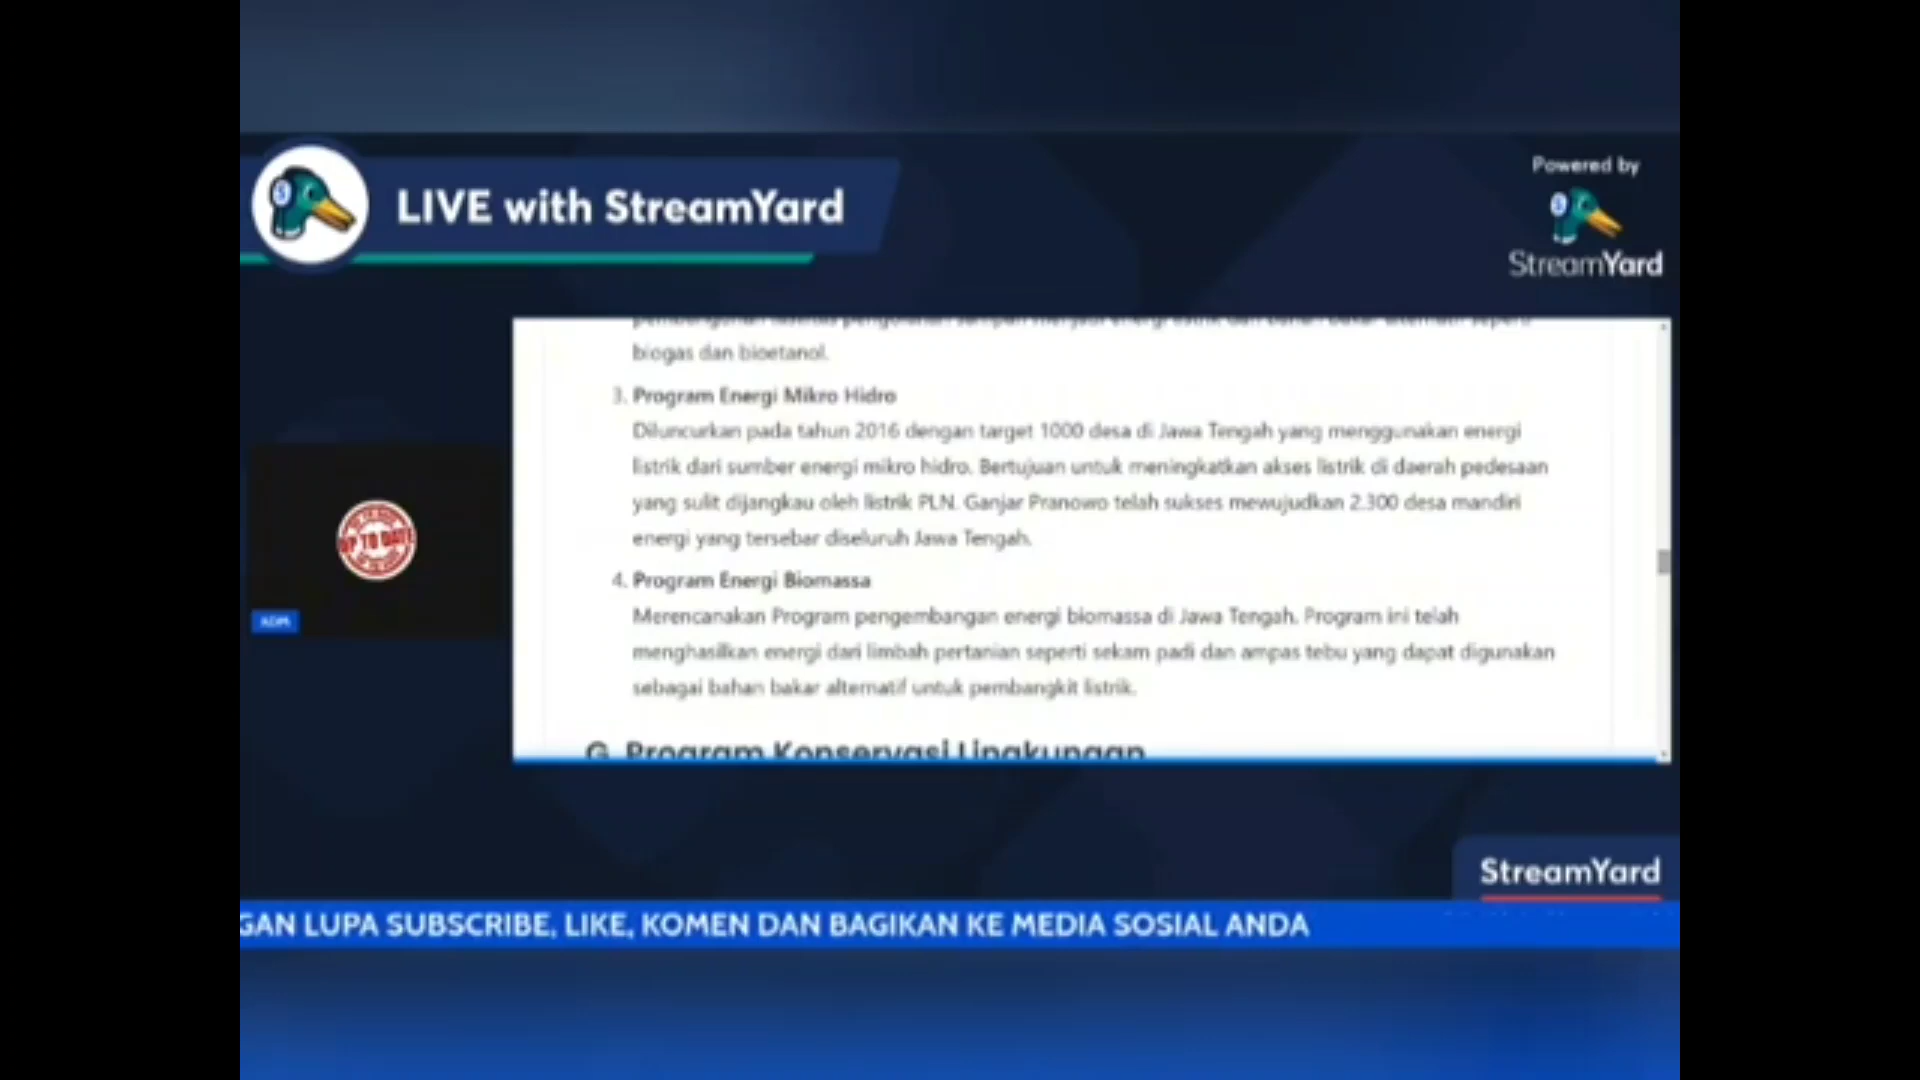 LIVE with StreamYard
Powered by
StreamYard
biogas dan bioetanol.
3. Program Energi Mikro Hidro
Diluncurkan pada tahun 2016 dengan target 1000 desa di Jawa Tengah yang menggunakan energi
listrik dari sumber energi mikro hidro. Bertujuan untuk meningkatkan akses listrik di daerah pedesaan
yang sulit dijangkau oleh listrik PLN. Ganjar Pranowo telah sukses mewujudkan 2.300 desa mandiri
energi yang tersebar diseluruh Jawa Tengah.
4. Program Energi Biomassa
Merencanakan Program pengembangan energi biomassa di Jawa Tengah. Program ini telah
menghasilkan energi dari limbah pertanian seperti sekam padi dan ampas tebu yang dapat digunakan
sebagai bahan bakar alternatif untuk pembangkit listrik.
G. Program Konservasi Lingkungan
UP TO DATE
ADM
StreamYard
GAN LUPA SUBSCRIBE, LIKE, KOMEN DAN BAGIKAN KE MEDIA SOSIAL ANDA